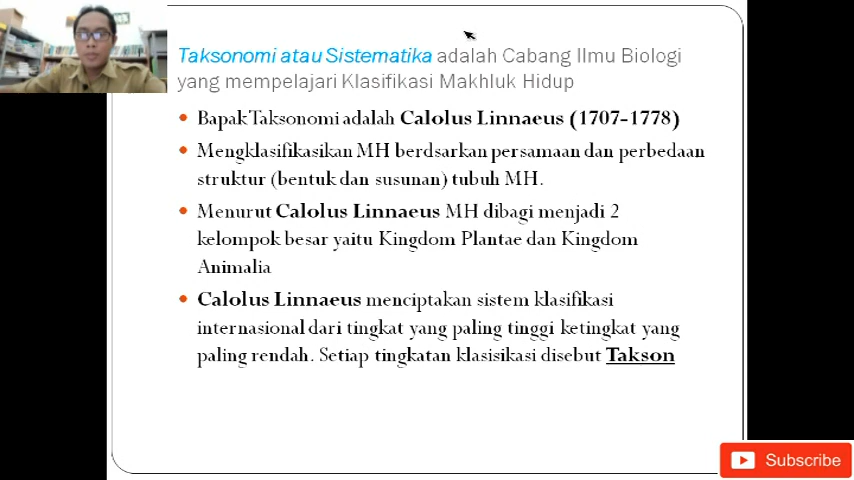 Taksonomi atau Sistematika adalah Cabang Ilmu Biologi
yang mempelajari Klasifikasi Makhluk Hidup
Bapak Taksonomi adalah Calolus Linnaeus (1707-1778)
Mengklasifikasikan MH berdsarkan persamaan dan perbedaan
struktur (bentuk dan susunan) tubuh MH.
Menurut Calolus Linnaeus MH dibagi menjadi 2
kelompok besar yaitu Kingdom Plantae dan Kingdom
Animalia
Calolus Linnaeus menciptakan sistem klasifikasi
internasional dari tingkat yang paling tinggi ketingkat yang
paling rendah. Setiap tingkatan klasisikasi disebut Takson
Subscribe